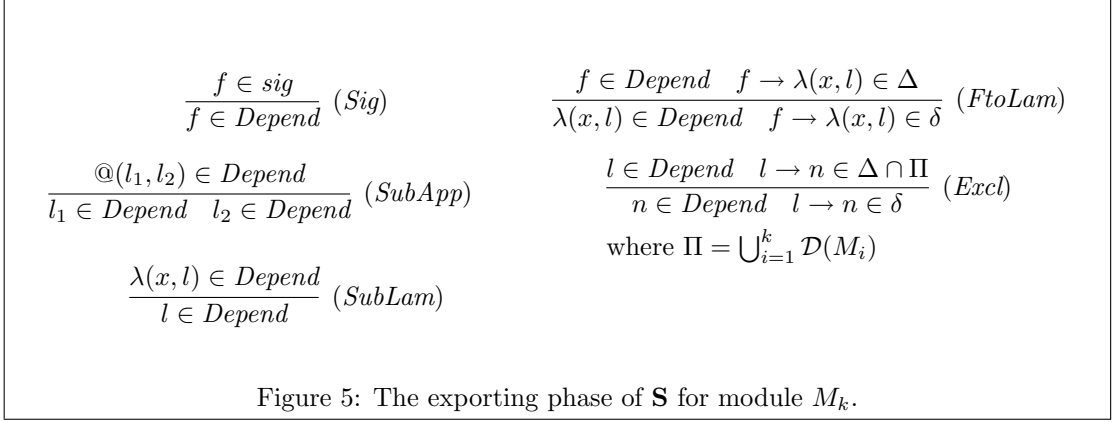 f ∈ sig
f ∈ Depend (Sig)
@(l₁, l₂) ∈ Depend
l₁ ∈ Depend l₂ ∈ Depend (SubApp)
λ(x, l) ∈ Depend
l ∈ Depend (SubLam)
f ∈ Depend f → λ(x, l) ∈ Δ
λ(x, l) ∈ Depend f → λ(x, l) ∈ δ (FtoLam)
l ∈ Depend l → n ∈ Δ ∩ Π
n ∈ Depend l → n ∈ δ (Excl)
where Π = ⋃ᵏᵢ₌₁ 𝒟(Mᵢ)
Figure 5: The exporting phase of S for module Mₖ.